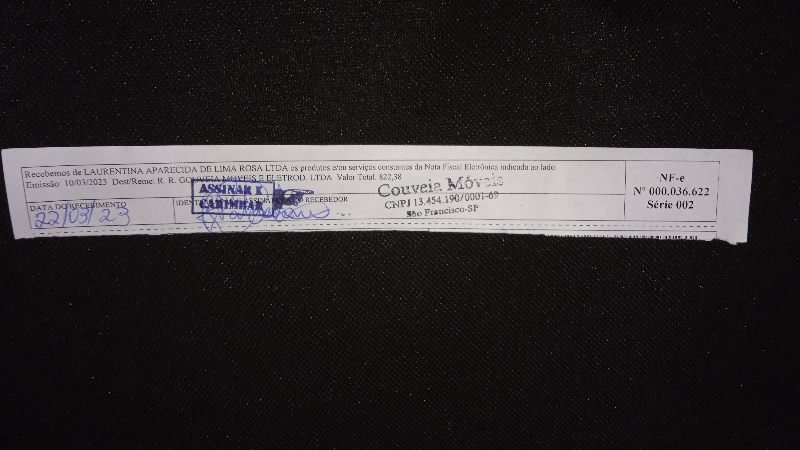 Recebemos de LAURENTINA APARECIDA DE LIMA ROSA LTDA os produtos e/ou serviços constantes da Nota Fiscal Eletrônica indicada ao lado
Emissão: 10/03/2023 Dest/Reme: R. R. GOUVEIA MOVEIS E ELETROD. LTDA Valor Total: 822,38
NF-e
Nº 000.036.622
Série 002
DATA DO RECEBIMENTO
22/03/23
RECEBEDOR
ASSINAR E
CARIMBAR
Couveia Móveis
CNPJ 13.454.190/0001-69
São Francisco-SP